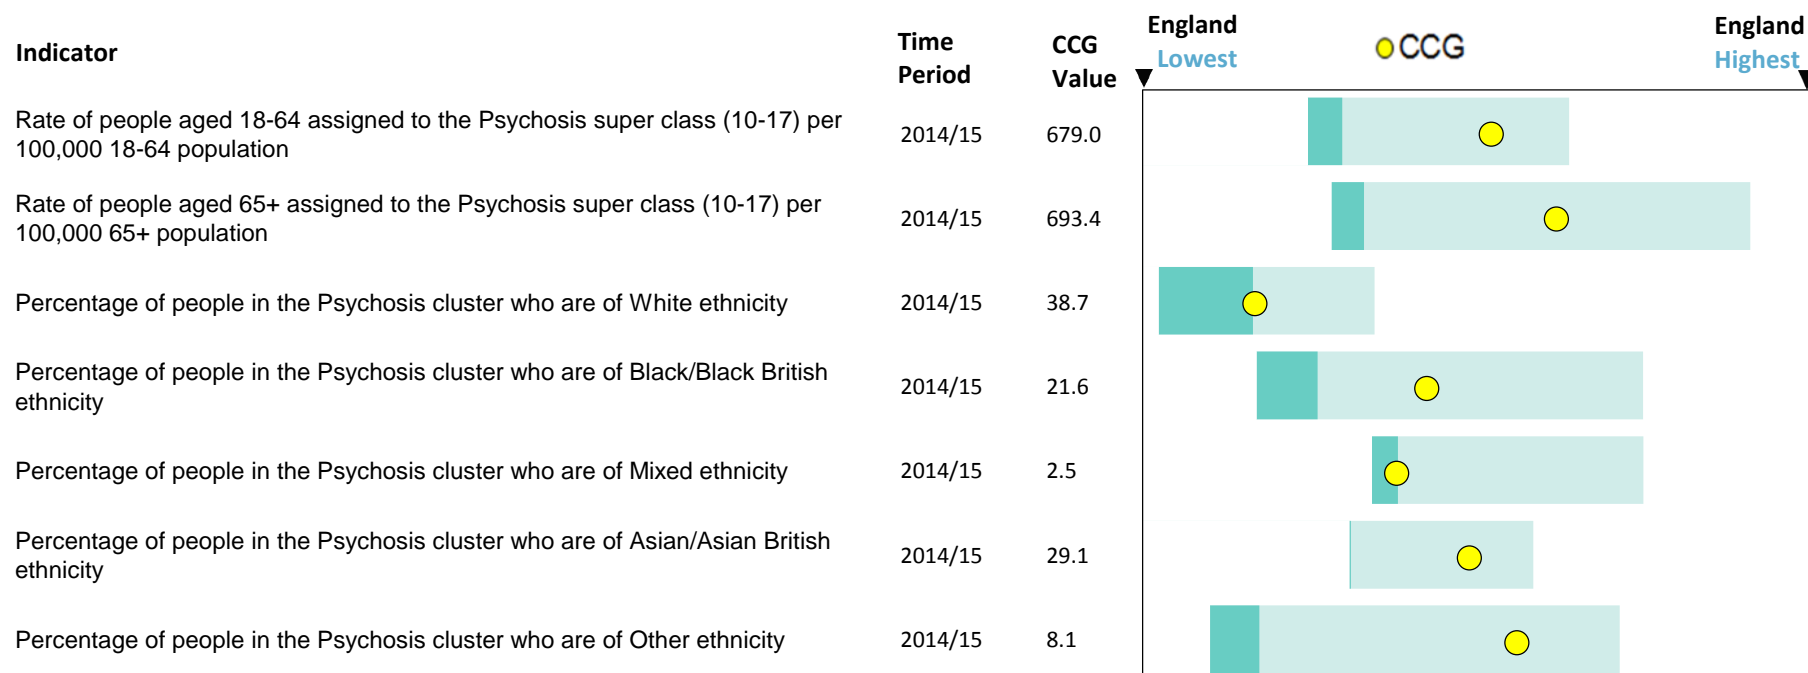 Indicator
Time Period
CCG Value
England Lowest
CCG
England Highest
Rate of people aged 18-64 assigned to the Psychosis super class (10-17) per
100,000 18-64 population
2014/15
679.0
Rate of people aged 65+ assigned to the Psychosis super class (10-17) per
100,000 65+ population
2014/15
693.4
Percentage of people in the Psychosis cluster who are of White ethnicity
2014/15
38.7
Percentage of people in the Psychosis cluster who are of Black/Black British
ethnicity
2014/15
21.6
Percentage of people in the Psychosis cluster who are of Mixed ethnicity
2014/15
2.5
Percentage of people in the Psychosis cluster who are of Asian/Asian British
ethnicity
2014/15
29.1
Percentage of people in the Psychosis cluster who are of Other ethnicity
2014/15
8.1